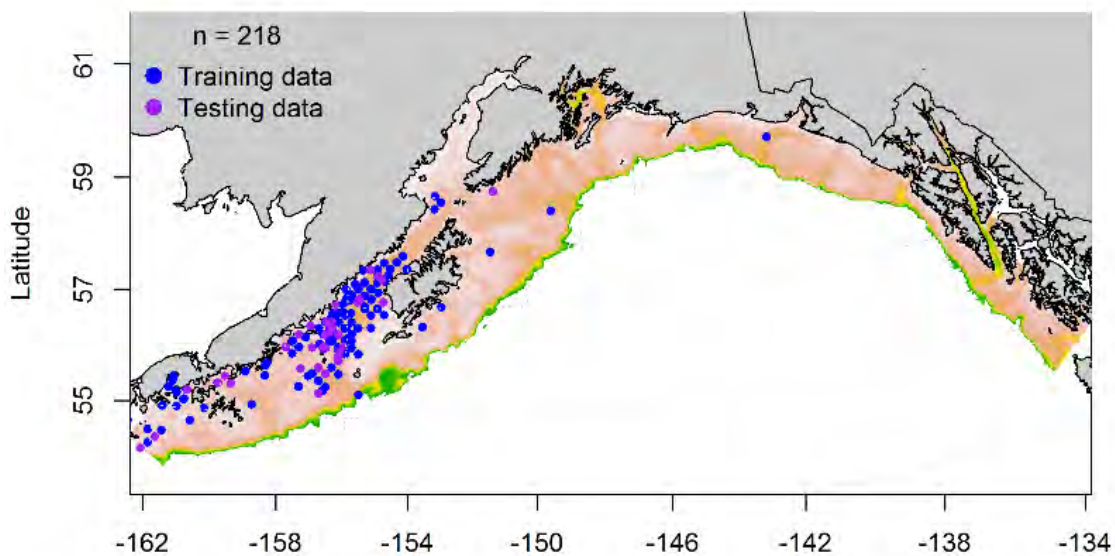 n = 218
Training data
Testing data
Latitude
61
59
57
55
-162 -158 -154 -150 -146 -142 -138 -134